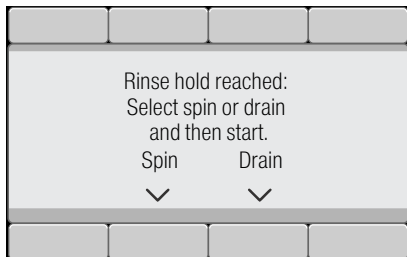 Rinse hold reached:
Select spin or drain
and then start.
Spin Drain